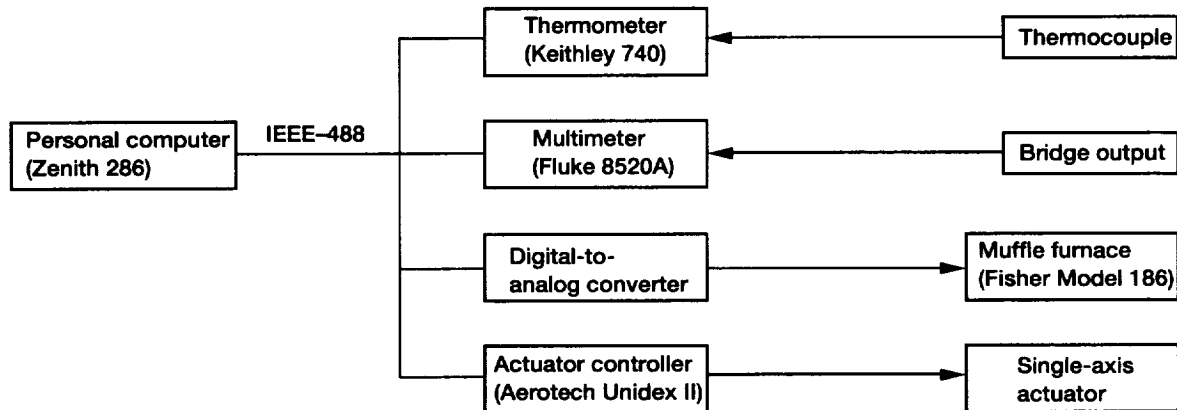 Thermometer
(Keithley 740)
Thermocouple
Personal computer
(Zenith 286)
IEEE–488
Multimeter
(Fluke 8520A)
Bridge output
Digital-to-
analog converter
Muffle furnace
(Fisher Model 186)
Actuator controller
(Aerotech Unidex II)
Single-axis
actuator